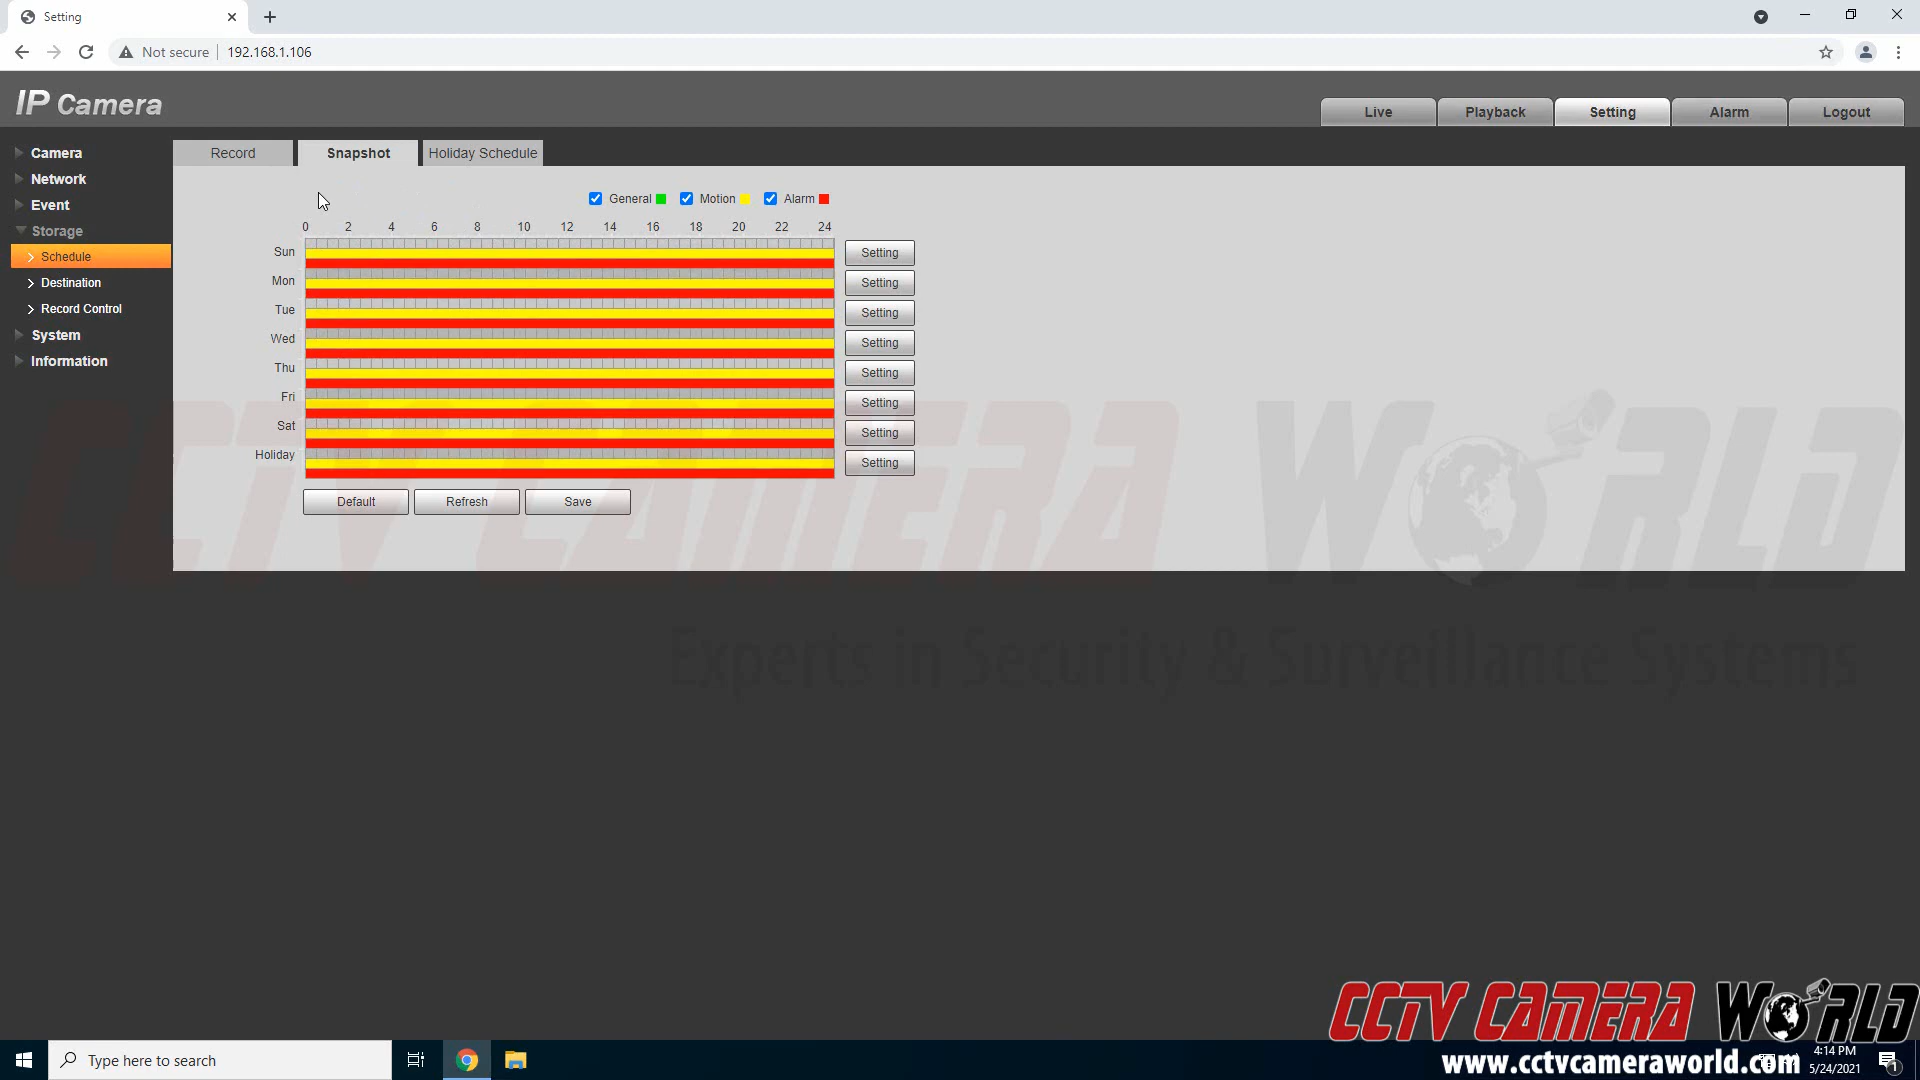 Setting
Not secure 192.168.1.106
IP Camera
Live Playback Setting Alarm Logout
Camera
Network
Event
Storage
Schedule
Destination
Record Control
System
Information
Record Snapshot Holiday Schedule
General Motion Alarm
0 2 4 6 8 10 12 14 16 18 20 22 24
Sun Setting
Mon Setting
Tue Setting
Wed Setting
Thu Setting
Fri Setting
Sat Setting
Holiday Setting
Default Refresh Save
CCTV CAMERA WORLD
Experts in Security & Surveillance Systems
CCTV CAMERA WORLD
www.cctvcameraworld.com
Type here to search
4:14 PM
5/24/2021
1